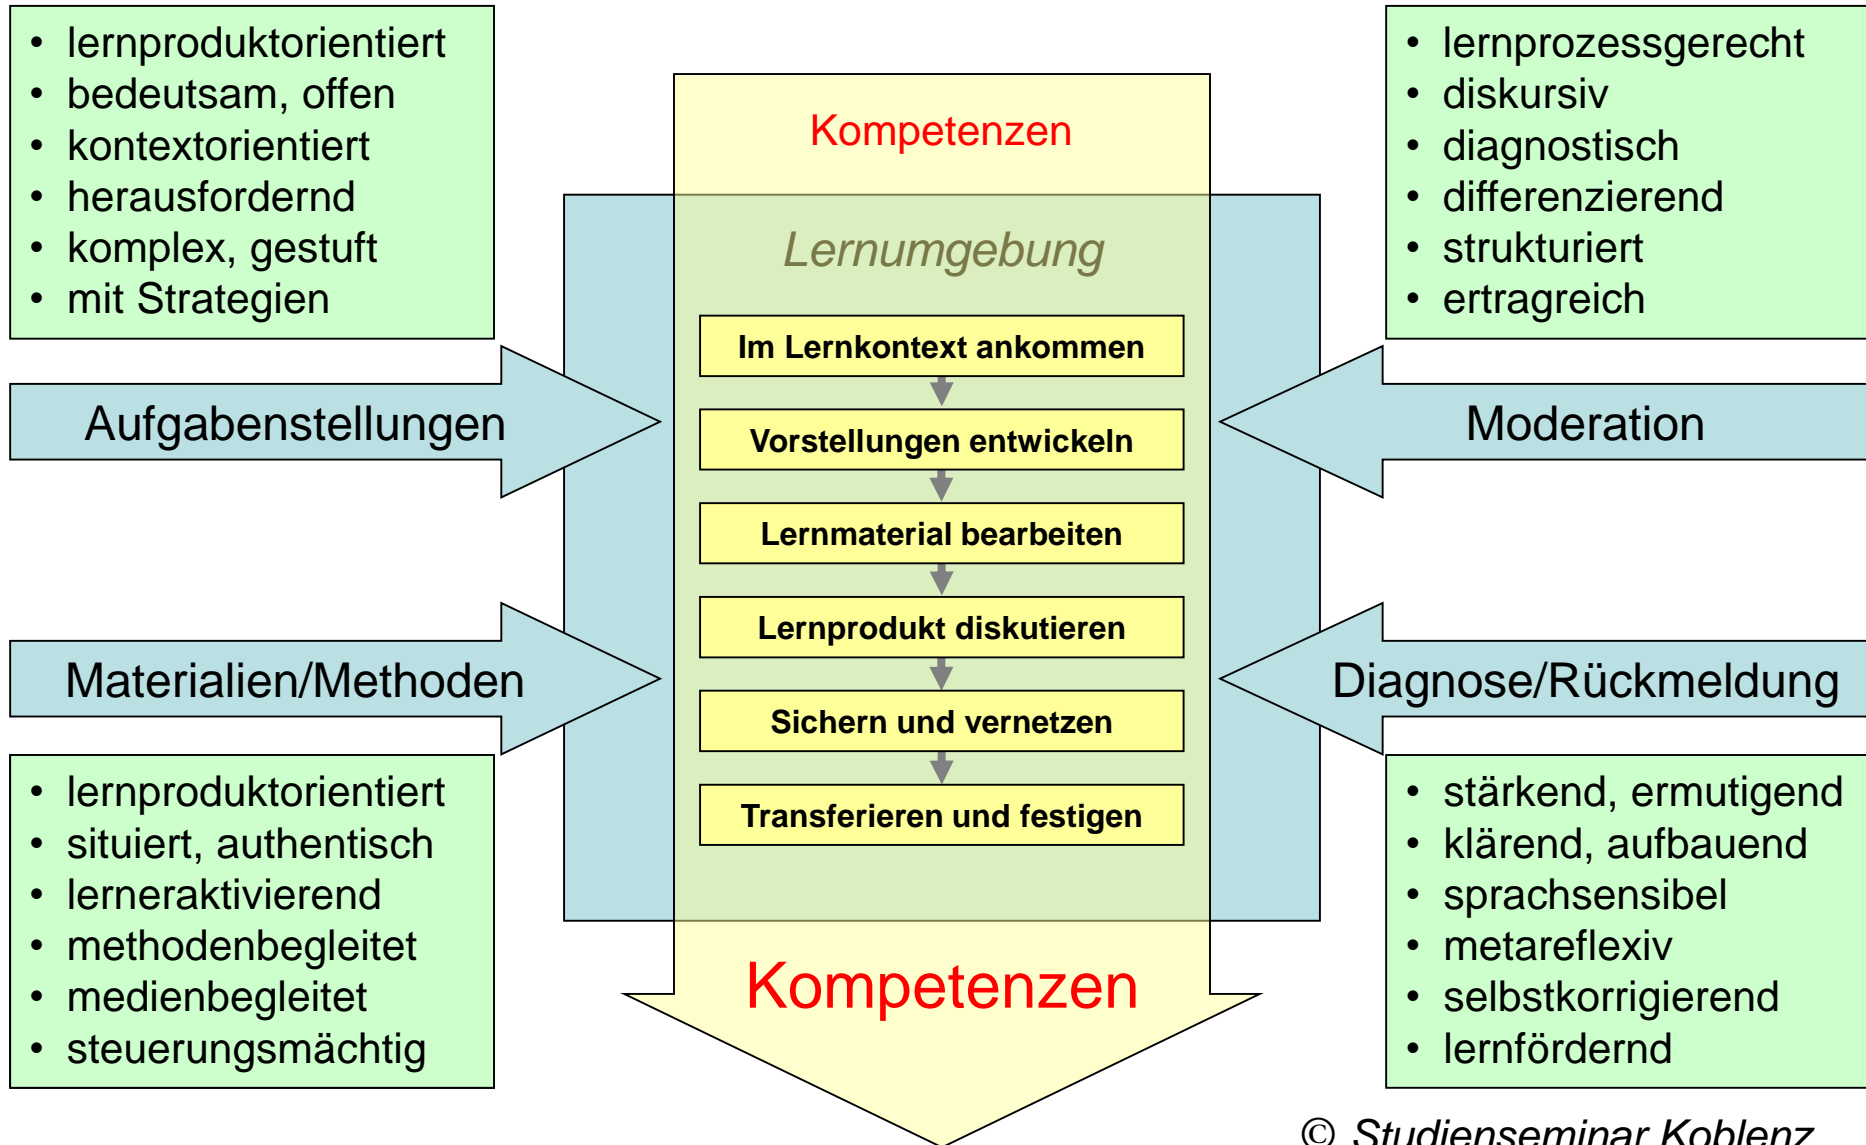 • lernproduktorientiert
• bedeutsam, offen
• kontextorientiert
• herausfordernd
• komplex, gestuft
• mit Strategien
Aufgabenstellungen
Materialien/Methoden
• lernproduktorientiert
• situiert, authentisch
• lerneraktivierend
• methodenbegleitet
• medienbegleitet
• steuerungsmächtig
Kompetenzen
Lernumgebung
Im Lernkontext ankommen
Vorstellungen entwickeln
Lernmaterial bearbeiten
Lernprodukt diskutieren
Sichern und vernetzen
Transferieren und festigen
Kompetenzen
• lernprozessgerecht
• diskursiv
• diagnostisch
• differenzierend
• strukturiert
• ertragreich
Moderation
Diagnose/Rückmeldung
• stärkend, ermutigend
• klärend, aufbauend
• sprachsensibel
• metareflexiv
• selbstkorrigierend
• lernfördernd
© Studienseminar Koblenz